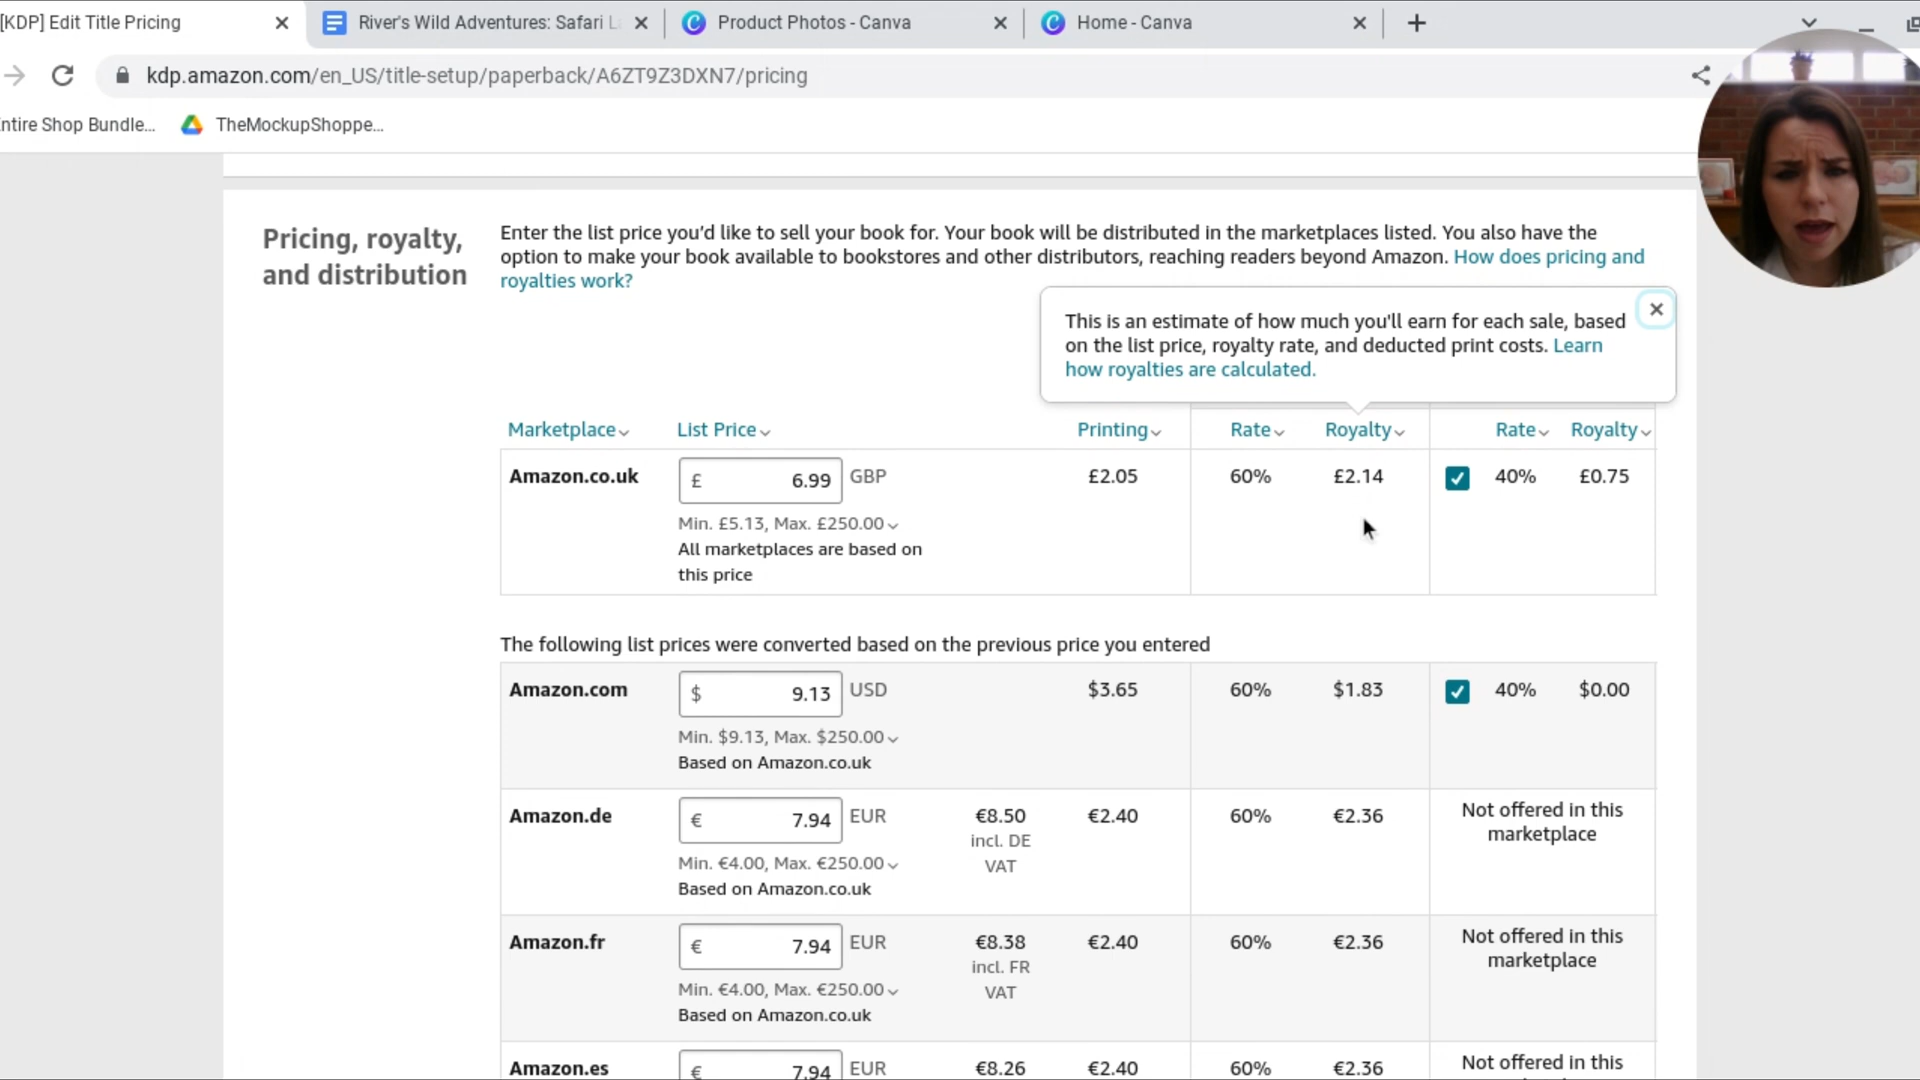 [KDP] Edit Title Pricing
River's Wild Adventures: Safari
Product Photos - Canva
Home - Canva
kdp.amazon.com/en_US/title-setup/paperback/A6ZT9Z3DXN7/pricing
ntire Shop Bundle...
TheMockupShoppe...
Pricing, royalty,
and distribution
Enter the list price you'd like to sell your book for. Your book will be distributed in the marketplaces listed. You also have the
option to make your book available to bookstores and other distributors, reaching readers beyond Amazon. How does pricing and
royalties work?
This is an estimate of how much you'll earn for each sale, based
on the list price, royalty rate, and deducted print costs. Learn
how royalties are calculated.
Marketplace List Price Printing Rate Royalty Rate Royalty
Amazon.co.uk £ 6.99 GBP £2.05 60% £2.14 40% £0.75
Min. £5.13, Max. £250.00
All marketplaces are based on
this price
The following list prices were converted based on the previous price you entered
Amazon.com $ 9.13 USD $3.65 60% $1.83 40% $0.00
Min. $9.13, Max. $250.00
Based on Amazon.co.uk
Amazon.de € 7.94 EUR €8.50 €2.40 60% €2.36 Not offered in this
incl. DE marketplace
Min. €4.00, Max. €250.00 VAT
Based on Amazon.co.uk
Amazon.fr € 7.94 EUR €8.38 €2.40 60% €2.36 Not offered in this
incl. FR marketplace
Min. €4.00, Max. €250.00 VAT
Based on Amazon.co.uk
Amazon.es € 7.94 EUR €8.26 €2.40 60% €2.36 Not offered in this